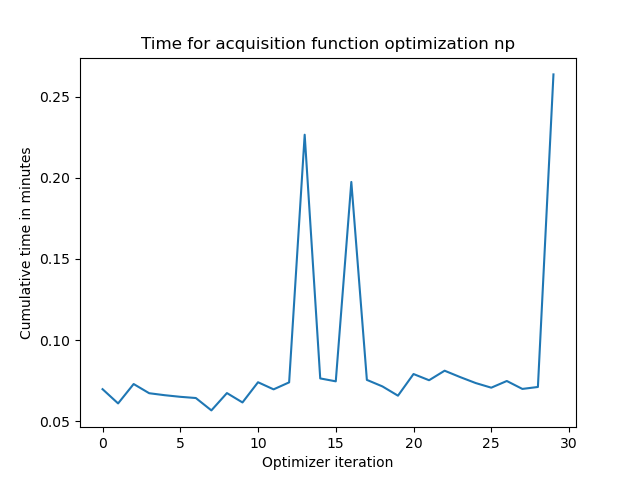 Time for acquisition function optimization np
Cumulative time in minutes
0.25
0.20
0.15
0.10
0.05
0 5 10 15 20 25 30
Optimizer iteration